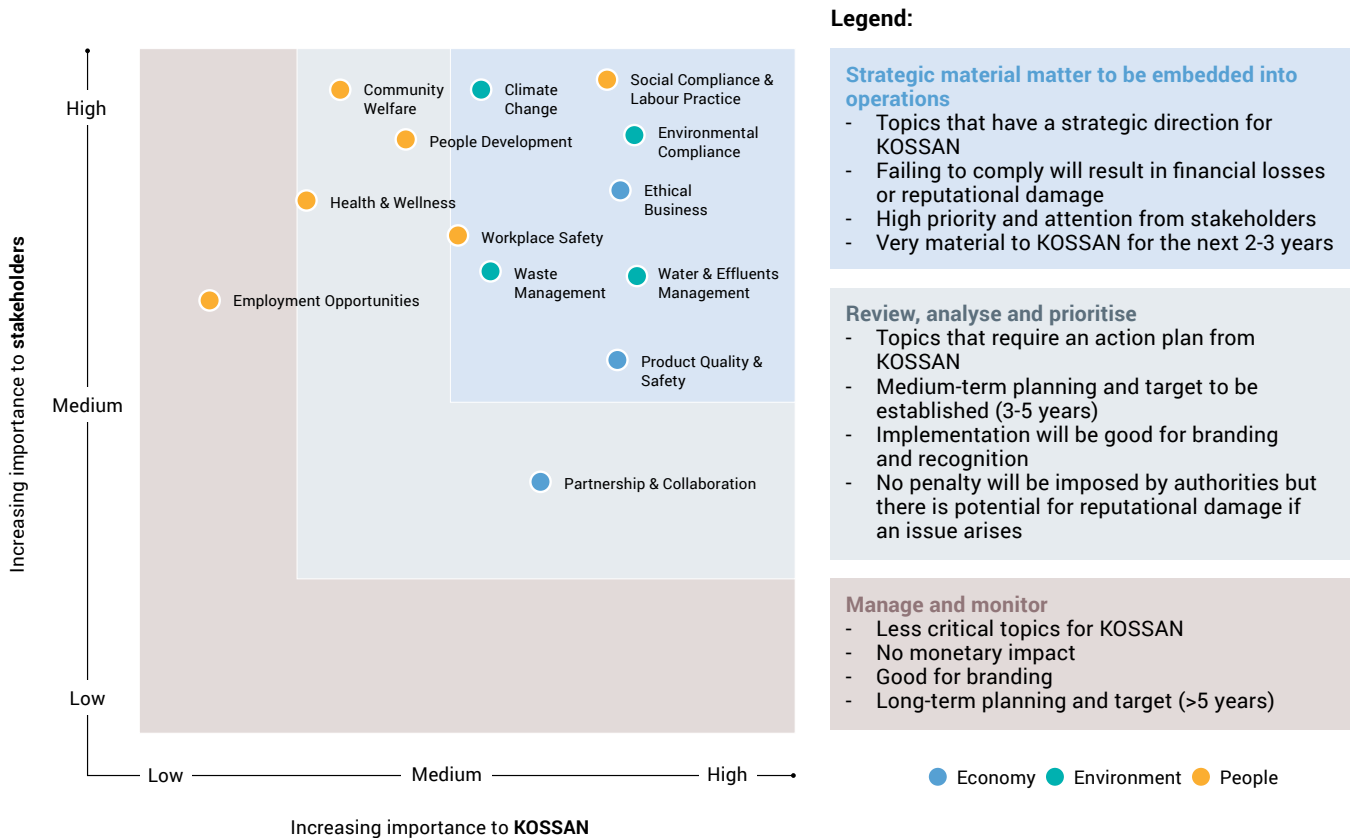 Legend:
High
Medium
Low
Increasing importance to stakeholders
Community
Welfare
Climate
Change
Social Compliance &
Labour Practice
People Development
Environmental
Compliance
Health & Wellness
Ethical
Business
Workplace Safety
Waste
Management
Water & Effluents
Management
Employment Opportunities
Product Quality &
Safety
Partnership & Collaboration
Low
Medium
High
Increasing importance to KOSSAN
Strategic material matter to be embedded into
operations
- Topics that have a strategic direction for
KOSSAN
- Failing to comply will result in financial losses
or reputational damage
- High priority and attention from stakeholders
- Very material to KOSSAN for the next 2-3 years
Review, analyse and prioritise
- Topics that require an action plan from
KOSSAN
- Medium-term planning and target to be
established (3-5 years)
- Implementation will be good for branding
and recognition
- No penalty will be imposed by authorities but
there is potential for reputational damage if
an issue arises
Manage and monitor
- Less critical topics for KOSSAN
- No monetary impact
- Good for branding
- Long-term planning and target (>5 years)
Economy
Environment
People